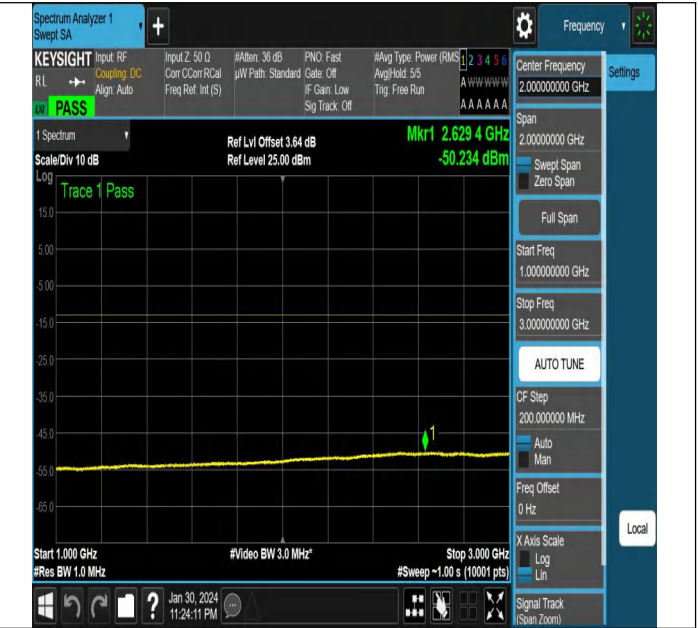 Spectrum Analyzer 1
Swept SA
+
Frequency
KEYSIGHT
RL
Input: RF
Coupling: DC
Align: Auto
Input Z: 50 Ω
Corr CCorr RCal
Freq Ref: Int (S)
#Atten: 36 dB
µW Path: Standard
PNO: Fast
Gate: Off
IF Gain: Low
Sig Track: Off
#Avg Type: Power (RMS
Avg|Hold: 5/5
Trig: Free Run
1 2 3 4 5 6
A W W W W W
A A A A A A
LXI PASS
1 Spectrum
Scale/Div 10 dB
Ref Lvl Offset 3.64 dB
Ref Level 25.00 dBm
Mkr1 2.629 4 GHz
-50.234 dBm
Log
Trace 1 Pass
15.0
5.00
-5.00
-15.0
-25.0
-35.0
-45.0
-55.0
-65.0
1
Start 1.000 GHz
#Res BW 1.0 MHz
#Video BW 3.0 MHz*
Stop 3.000 GHz
#Sweep ~1.00 s (10001 pts)
?
Jan 30, 2024
11:24:11 PM
Center Frequency
2.000000000 GHz
Span
2.00000000 GHz
Swept Span
Zero Span
Full Span
Start Freq
1.000000000 GHz
Stop Freq
3.000000000 GHz
AUTO TUNE
CF Step
200.000000 MHz
Auto
Man
Freq Offset
0 Hz
X Axis Scale
Log
Lin
Signal Track
(Span Zoom)
Settings
Local